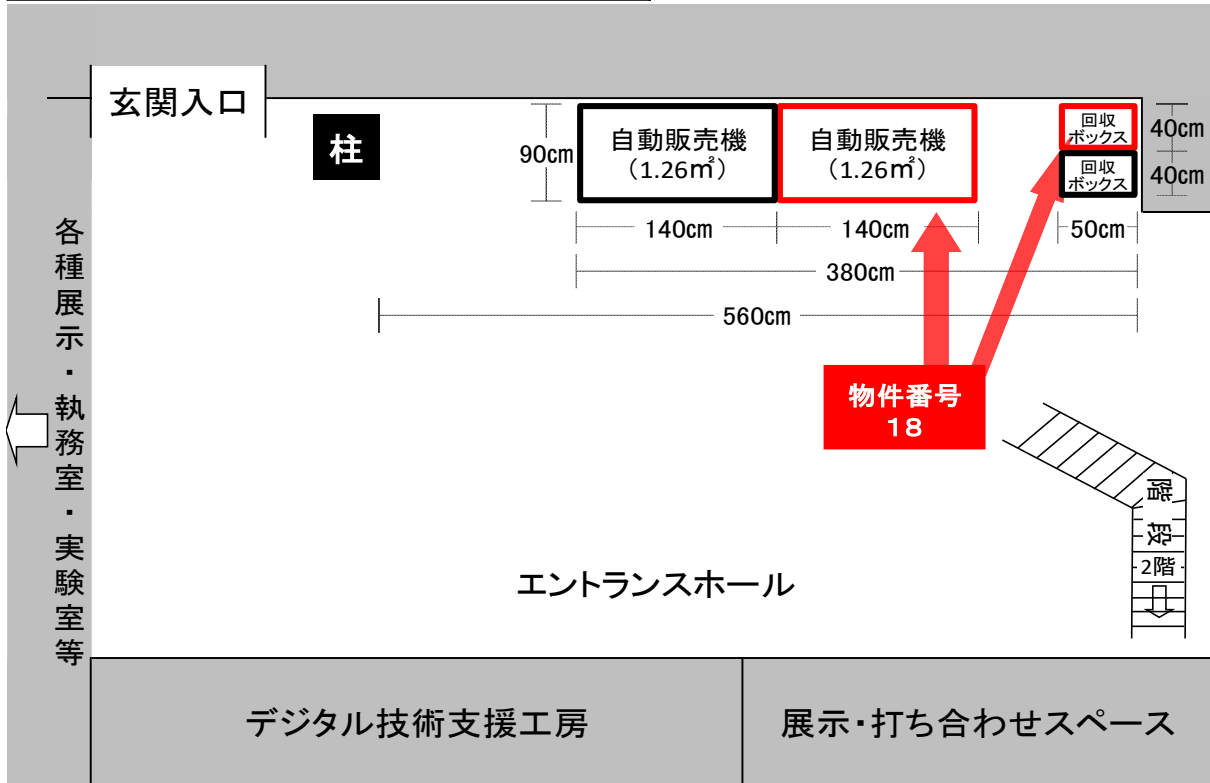 玄関入口
柱
90cm
自動販売機
（1.26㎡）
自動販売機
（1.26㎡）
回収
ボックス
回収
ボックス
40cm
40cm
140cm
140cm
50cm
380cm
560cm
物件番号
18
各種展示・執務室・実験室等
階段
2階
エントランスホール
デジタル技術支援工房
展示・打ち合わせスペース